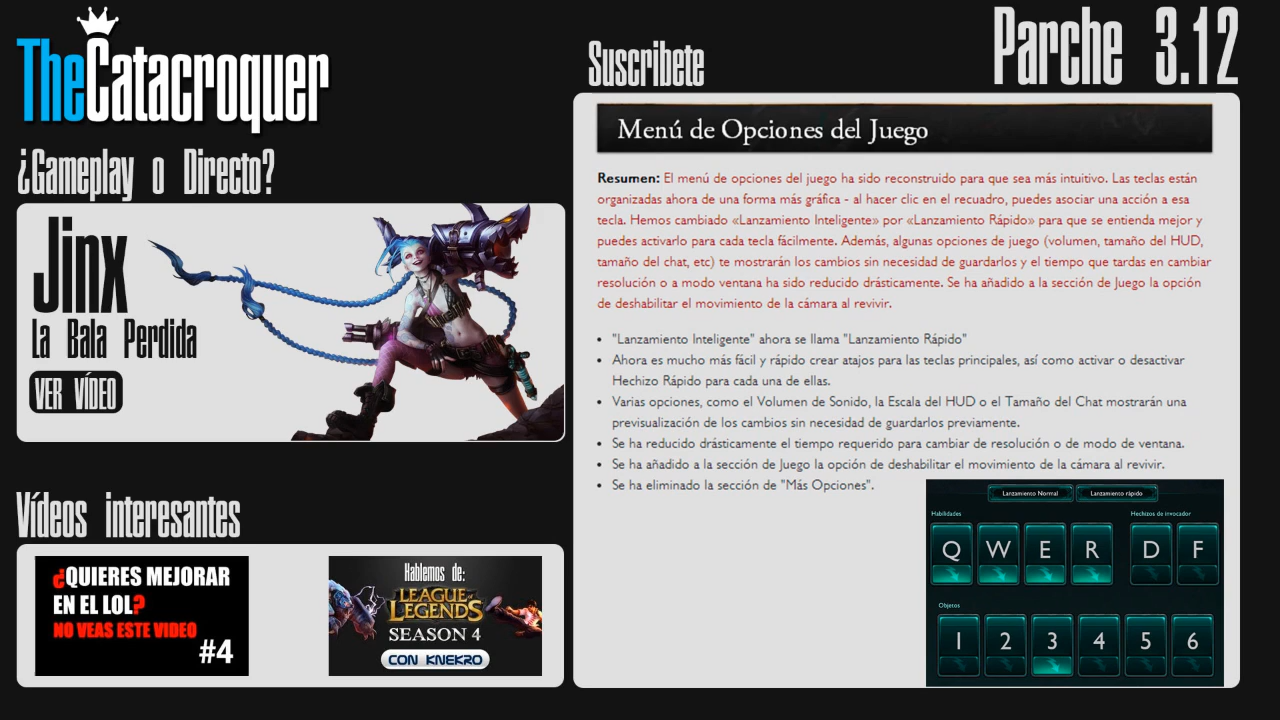 TheCatacroquer
¿Gameplay o Directo?
Jinx
La Bala Perdida
VER VÍDEO
Vídeos interesantes
¿QUIERES MEJORAR
EN EL LOL?
NO VEAS ESTE VIDEO
#4
Hablemos de:
LEAGUE of
LEGENDS
SEASON 4
CON KNEKRO
Suscribete
Parche 3.12
Menú de Opciones del Juego
Resumen: El menú de opciones del juego ha sido reconstruido para que sea más intuitivo. Las teclas están
organizadas ahora de una forma más gráfica - al hacer clic en el recuadro, puedes asociar una acción a esa
tecla. Hemos cambiado «Lanzamiento Inteligente» por «Lanzamiento Rápido» para que se entienda mejor y
puedes activarlo para cada tecla fácilmente. Además, algunas opciones de juego (volumen, tamaño del HUD,
tamaño del chat, etc) te mostrarán los cambios sin necesidad de guardarlos y el tiempo que tardas en cambiar
resolución o a modo ventana ha sido reducido drásticamente. Se ha añadido a la sección de Juego la opción
de deshabilitar el movimiento de la cámara al revivir.
• "Lanzamiento Inteligente" ahora se llama "Lanzamiento Rápido"
• Ahora es mucho más fácil y rápido crear atajos para las teclas principales, así como activar o desactivar
Hechizo Rápido para cada una de ellas.
• Varias opciones, como el Volumen de Sonido, la Escala del HUD o el Tamaño del Chat mostrarán una
previsualización de los cambios sin necesidad de guardarlos previamente.
• Se ha reducido drásticamente el tiempo requerido para cambiar de resolución o de modo de ventana.
• Se ha añadido a la sección de Juego la opción de deshabilitar el movimiento de la cámara al revivir.
• Se ha eliminado la sección de "Más Opciones".
Lanzamiento Normal Lanzamiento rápido
Habilidades Hechizos de invocador
Q W E R D F
Objetos
1 2 3 4 5 6